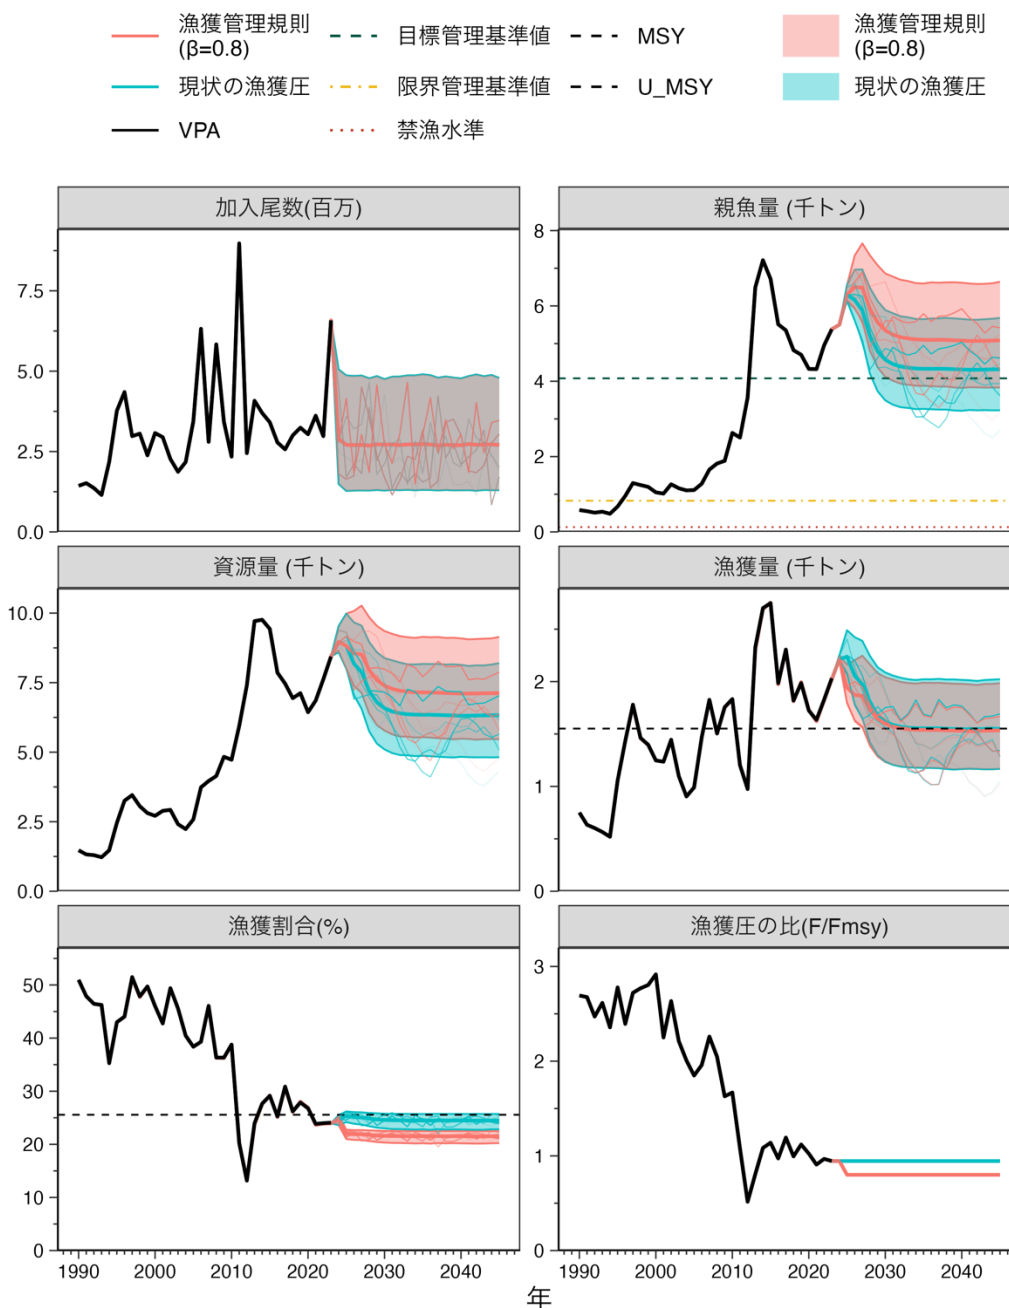 漁獲管理規則
(β=0.8)
目標管理基準値
MSY
漁獲管理規則
(β=0.8)
現状の漁獲圧
限界管理基準値
U_MSY
現状の漁獲圧
VPA
禁漁水準
加入尾数(百万)
親魚量 (千トン)
7.5
5.0
2.5
0.0
8
6
4
2
0
資源量 (千トン)
漁獲量 (千トン)
10.0
7.5
5.0
2.5
0.0
2
1
0
漁獲割合(%)
漁獲圧の比(F/Fmsy)
50
40
30
20
10
0
3
2
1
0
1990 2000 2010 2020 2030 2040
1990 2000 2010 2020 2030 2040
年